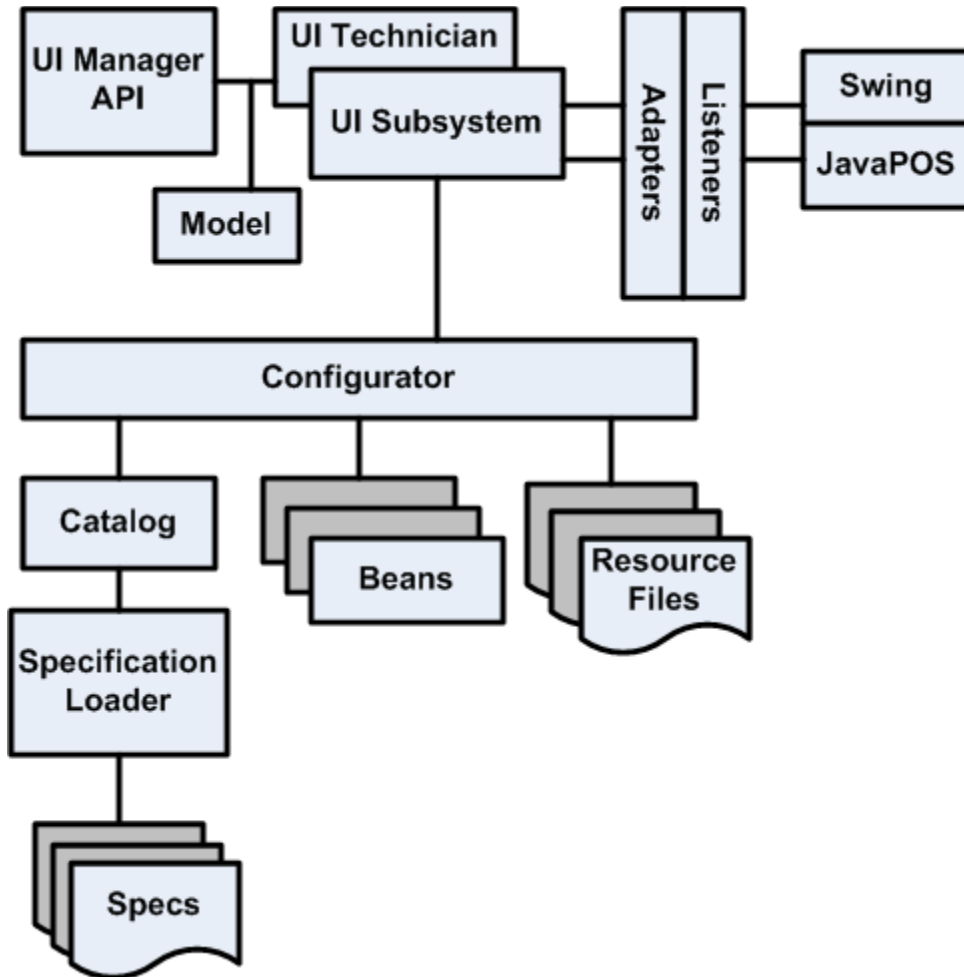 UI Manager
API
UI Technician
UI Subsystem
Model
Adapters
Listeners
Swing
JavaPOS
Configurator
Catalog
Beans
Resource
Files
Specification
Loader
Specs